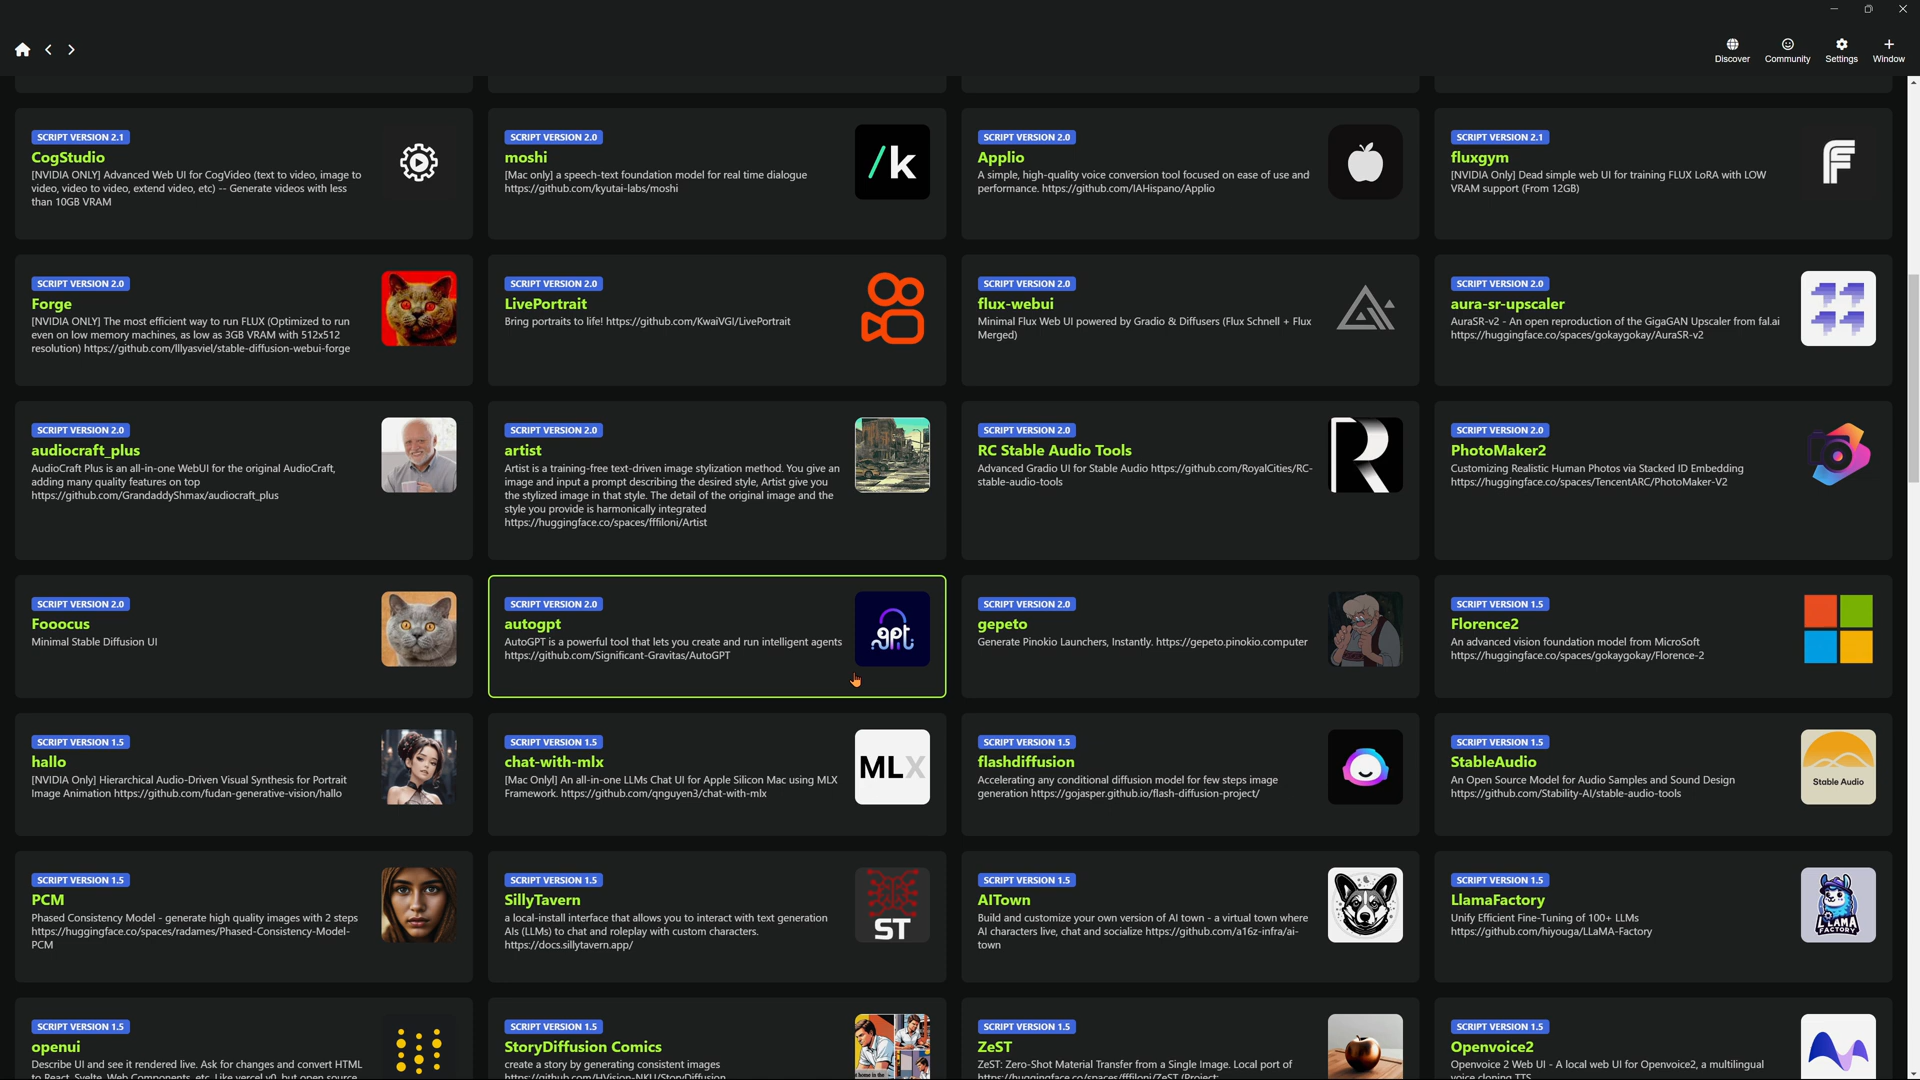 Discover
Community
Settings
Window
SCRIPT VERSION 2.1
CogStudio
[NVIDIA ONLY] Advanced Web UI for CogVideo (text to video, image to
video, video to video, extend video, etc) -- Generate videos with less
than 10GB VRAM
SCRIPT VERSION 2.0
moshi
[Mac only] a speech-text foundation model for real time dialogue
https://github.com/kyutai-labs/moshi
/k
SCRIPT VERSION 2.0
Applio
A simple, high-quality voice conversion tool focused on ease of use and
performance. https://github.com/IAHispano/Applio
SCRIPT VERSION 2.1
fluxgym
[NVIDIA Only] Dead simple web UI for training FLUX LoRA with LOW
VRAM support (From 12GB)
SCRIPT VERSION 2.0
Forge
[NVIDIA ONLY] The most efficient way to run FLUX (Optimized to run
even on low memory machines, as low as 3GB VRAM with 512x512
resolution) https://github.com/lllyasviel/stable-diffusion-webui-forge
SCRIPT VERSION 2.0
LivePortrait
Bring portraits to life! https://github.com/KwaiVGI/LivePortrait
SCRIPT VERSION 2.0
flux-webui
Minimal Flux Web UI powered by Gradio & Diffusers (Flux Schnell + Flux
Merged)
SCRIPT VERSION 2.0
aura-sr-upscaler
AuraSR-v2 - An open reproduction of the GigaGAN Upscaler from fal.ai
https://huggingface.co/spaces/gokaygokay/AuraSR-v2
SCRIPT VERSION 2.0
audiocraft_plus
AudioCraft Plus is an all-in-one WebUI for the original AudioCraft,
adding many quality features on top
https://github.com/GrandaddyShmax/audiocraft_plus
SCRIPT VERSION 2.0
artist
Artist is a training-free text-driven image stylization method. You give an
image and input a prompt describing the desired style, Artist give you
the stylized image in that style. The detail of the original image and the
style you provide is harmonically integrated
https://huggingface.co/spaces/fffiloni/Artist
SCRIPT VERSION 2.0
RC Stable Audio Tools
Advanced Gradio UI for Stable Audio https://github.com/RoyalCities/RC-
stable-audio-tools
R
SCRIPT VERSION 2.0
PhotoMaker2
Customizing Realistic Human Photos via Stacked ID Embedding
https://huggingface.co/spaces/TencentARC/PhotoMaker-V2
SCRIPT VERSION 2.0
Fooocus
Minimal Stable Diffusion UI
SCRIPT VERSION 2.0
autogpt
AutoGPT is a powerful tool that lets you create and run intelligent agents
https://github.com/Significant-Gravitas/AutoGPT
gpt.
SCRIPT VERSION 2.0
gepeto
Generate Pinokio Launchers, Instantly. https://gepeto.pinokio.computer
SCRIPT VERSION 1.5
Florence2
An advanced vision foundation model from MicroSoft
https://huggingface.co/spaces/gokaygokay/Florence-2
SCRIPT VERSION 1.5
hallo
[NVIDIA Only] Hierarchical Audio-Driven Visual Synthesis for Portrait
Image Animation https://github.com/fudan-generative-vision/hallo
SCRIPT VERSION 1.5
chat-with-mlx
[Mac Onlyl] An all-in-one LLMs Chat UI for Apple Silicon Mac using MLX
Framework. https://github.com/qnguyen3/chat-with-mlx
MLX
SCRIPT VERSION 1.5
flashdiffusion
Accelerating any conditional diffusion model for few steps image
generation https://gojasper.github.io/flash-diffusion-project/
SCRIPT VERSION 1.5
StableAudio
An Open Source Model for Audio Samples and Sound Design
https://github.com/Stability-AI/stable-audio-tools
Stable Audio
SCRIPT VERSION 1.5
PCM
Phased Consistency Model - generate high quality images with 2 steps
https://huggingface.co/spaces/radames/Phased-Consistency-Model-
PCM
SCRIPT VERSION 1.5
SillyTavern
a local-install interface that allows you to interact with text generation
AIs (LLMs) to chat and roleplay with custom characters.
https://docs.sillytavern.app/
ST
SCRIPT VERSION 1.5
AITown
Build and customize your own version of AI town - a virtual town where
AI characters live, chat and socialize https://github.com/a16z-infra/ai-
town
SCRIPT VERSION 1.5
LlamaFactory
Unify Efficient Fine-Tuning of 100+ LLMs
https://github.com/hiyouga/LLaMA-Factory
LLAMA
FACTORY
SCRIPT VERSION 1.5
openui
Describe UI and see it rendered live. Ask for changes and convert HTML
to React, Svelte, Web Components, etc. Like vercel v0, but open source
SCRIPT VERSION 1.5
StoryDiffusion Comics
create a story by generating consistent images
https://github.com/HVision-NKU/StoryDiffusion
SCRIPT VERSION 1.5
ZeST
ZeST: Zero-Shot Material Transfer from a Single Image. Local port of
https://huggingface.co/spaces/fffiloni/ZeST (Project:
SCRIPT VERSION 1.5
Openvoice2
Openvoice 2 Web UI - A local web UI for Openvoice2, a multilingual
voice cloning TTS